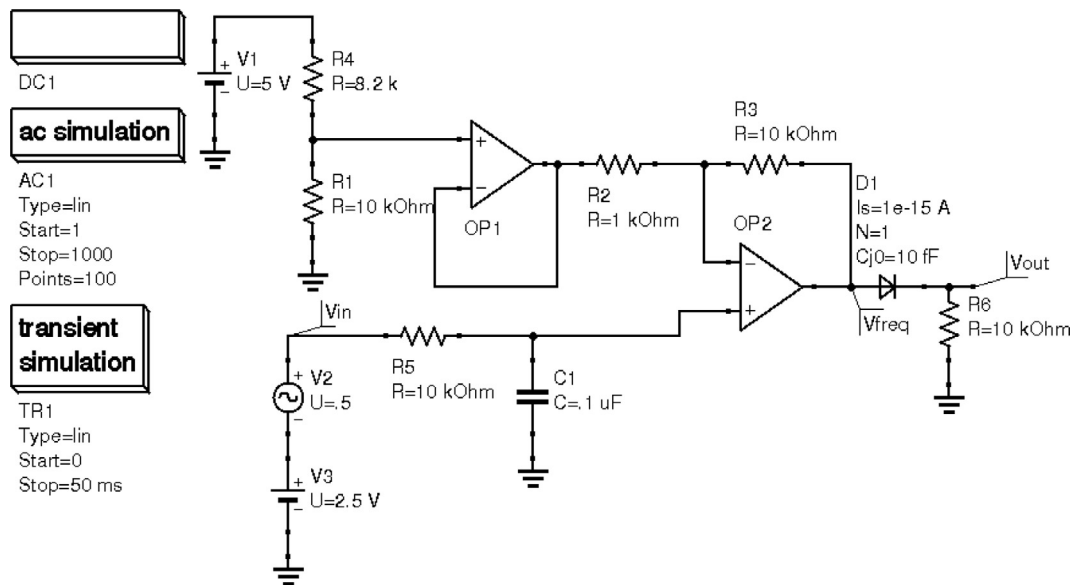 DC1
ac simulation
AC1
Type=lin
Start=1
Stop=1000
Points=100
transient
simulation
TR1
Type=lin
Start=0
Stop=50 ms
V1
U=5 V
R4
R=8.2 k
R1
R=10 kOhm
+
−
OP1
R2
R=1 kOhm
R3
R=10 kOhm
D1
Is=1e-15 A
N=1
Cj0=10 fF
OP2
−
+
Vfreq
Vout
R6
R=10 kOhm
Vin
R5
R=10 kOhm
C1
C=.1 uF
+
V2
U=.5
−
+
V3
U=2.5 V
−
+
−